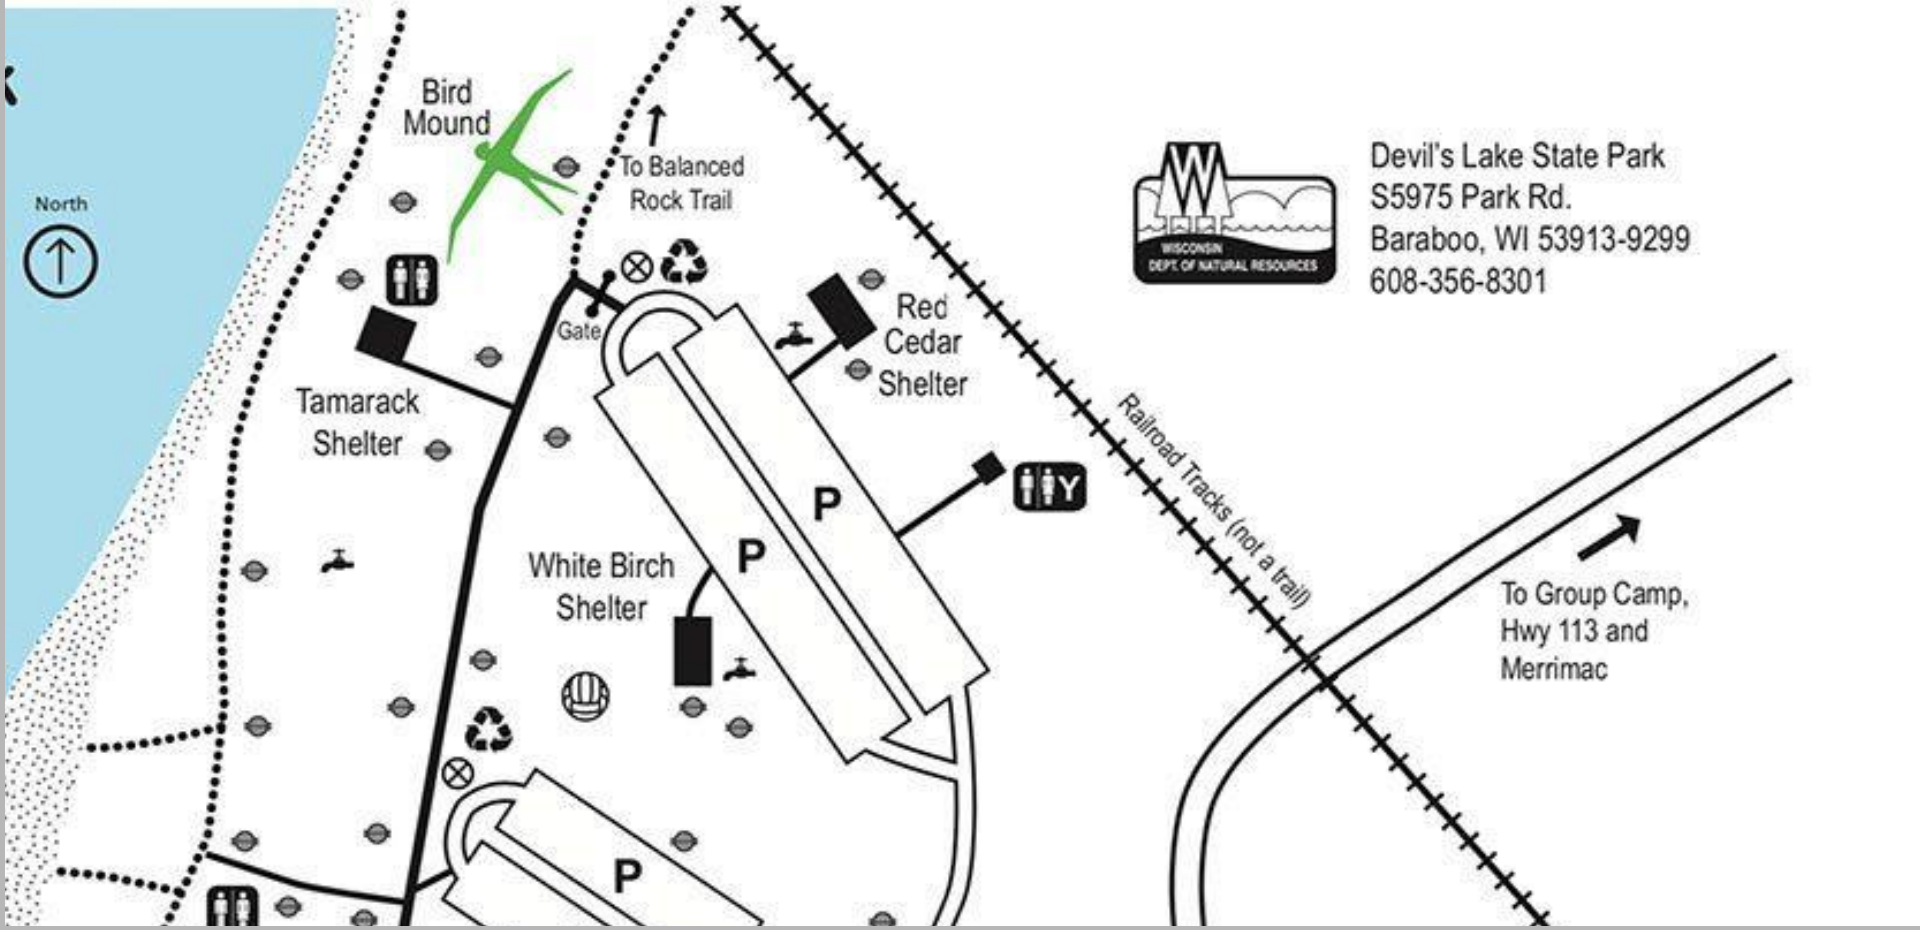 Bird
Mound
To Balanced
Rock Trail
North
Gate
Red
Cedar
Shelter
Tamarack
Shelter
White Birch
Shelter
P
P
P
Y
Railroad Tracks (not a trail)
W
WISCONSIN
DEPT. OF NATURAL RESOURCES
Devil's Lake State Park
S5975 Park Rd.
Baraboo, WI 53913-9299
608-356-8301
To Group Camp,
Hwy 113 and
Merrimac